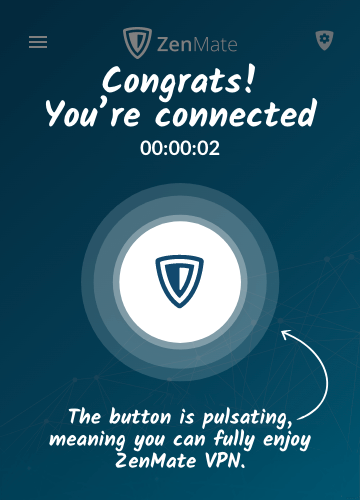 ZenMate
Congrats!
You're connected
00:00:02
The button is pulsating,
meaning you can fully enjoy
ZenMate VPN.